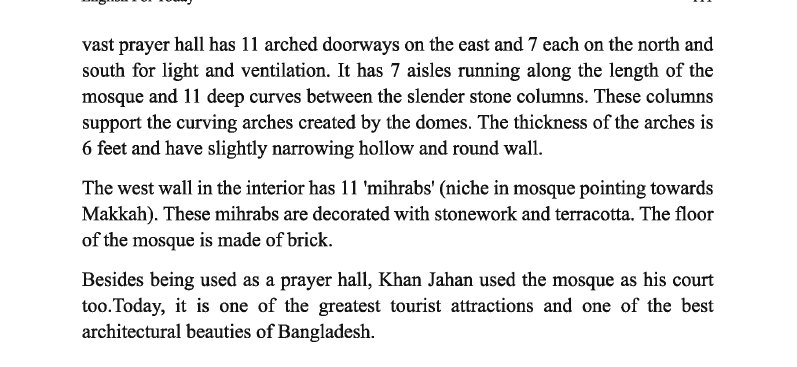 vast prayer hall has 11 arched doorways on the east and 7 each on the north and
south for light and ventilation. It has 7 aisles running along the length of the
mosque and 11 deep curves between the slender stone columns. These columns
support the curving arches created by the domes. The thickness of the arches is
6 feet and have slightly narrowing hollow and round wall.
The west wall in the interior has 11 'mihrabs' (niche in mosque pointing towards
Makkah). These mihrabs are decorated with stonework and terracotta. The floor
of the mosque is made of brick.
Besides being used as a prayer hall, Khan Jahan used the mosque as his court
too.Today, it is one of the greatest tourist attractions and one of the best
architectural beauties of Bangladesh.